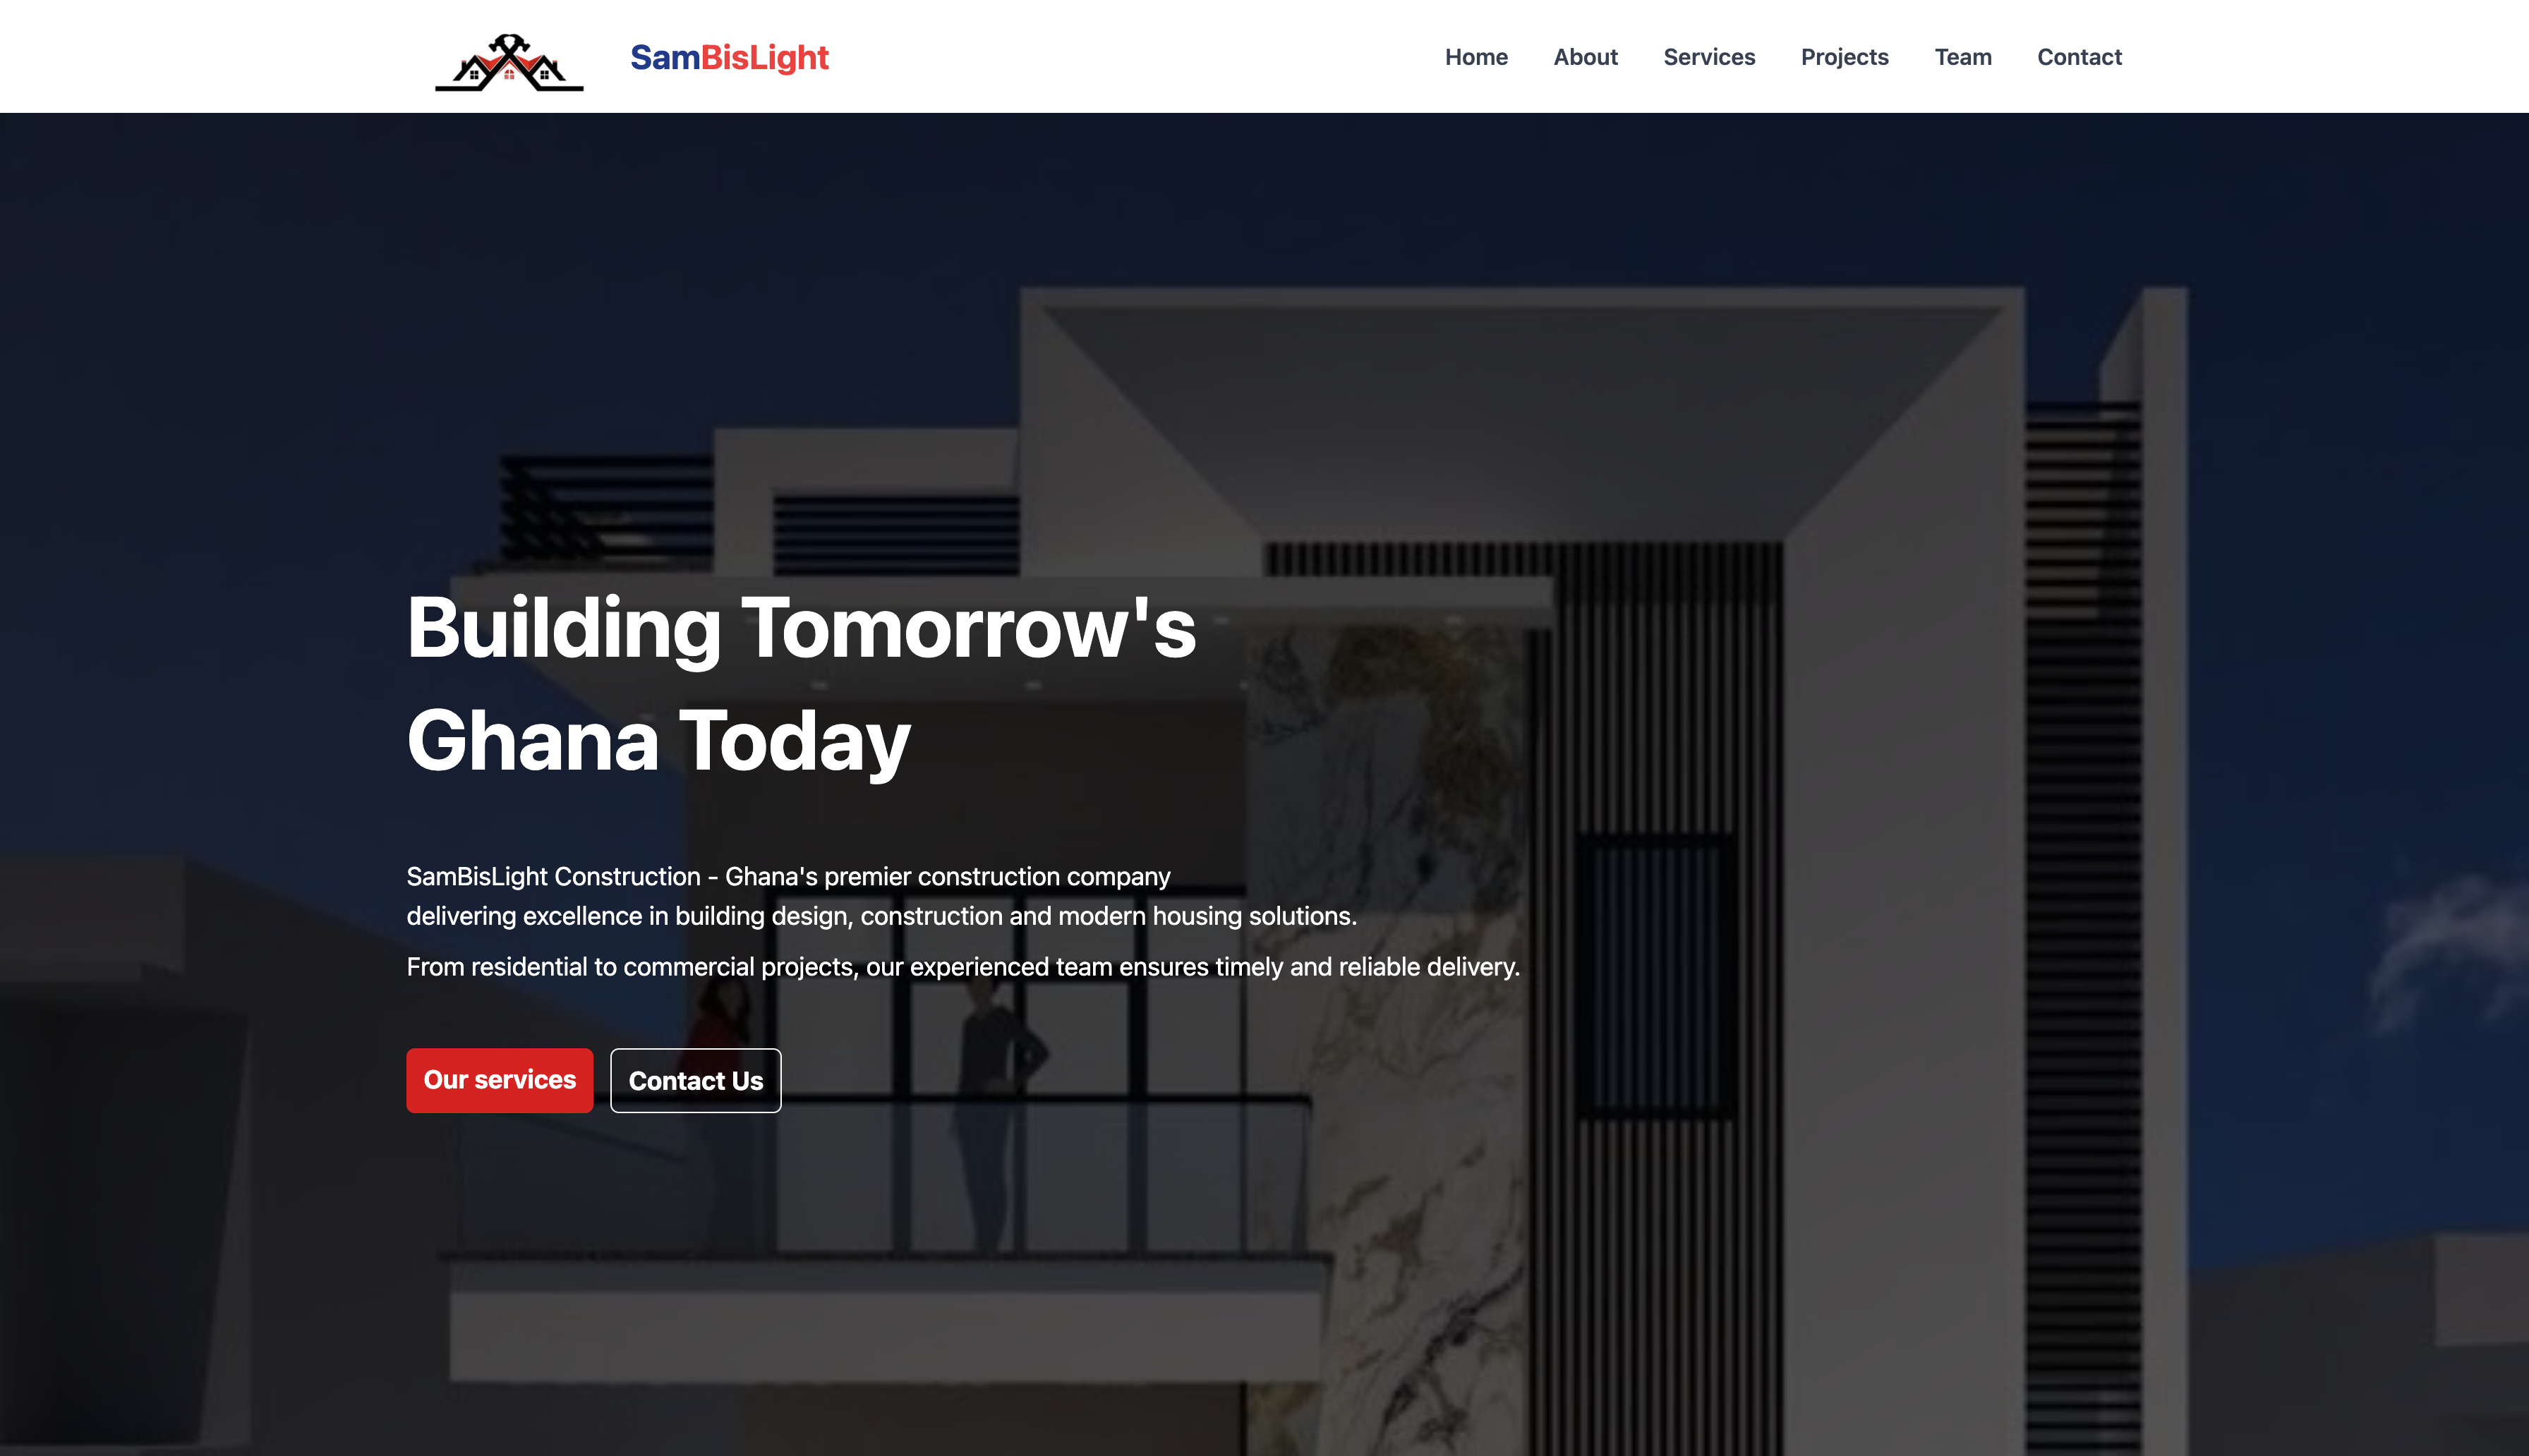 SamBisLight
Home About Services Projects Team Contact
Building Tomorrow's
Ghana Today
SamBisLight Construction - Ghana's premier construction company
delivering excellence in building design, construction and modern housing solutions.
From residential to commercial projects, our experienced team ensures timely and reliable delivery.
Our services Contact Us